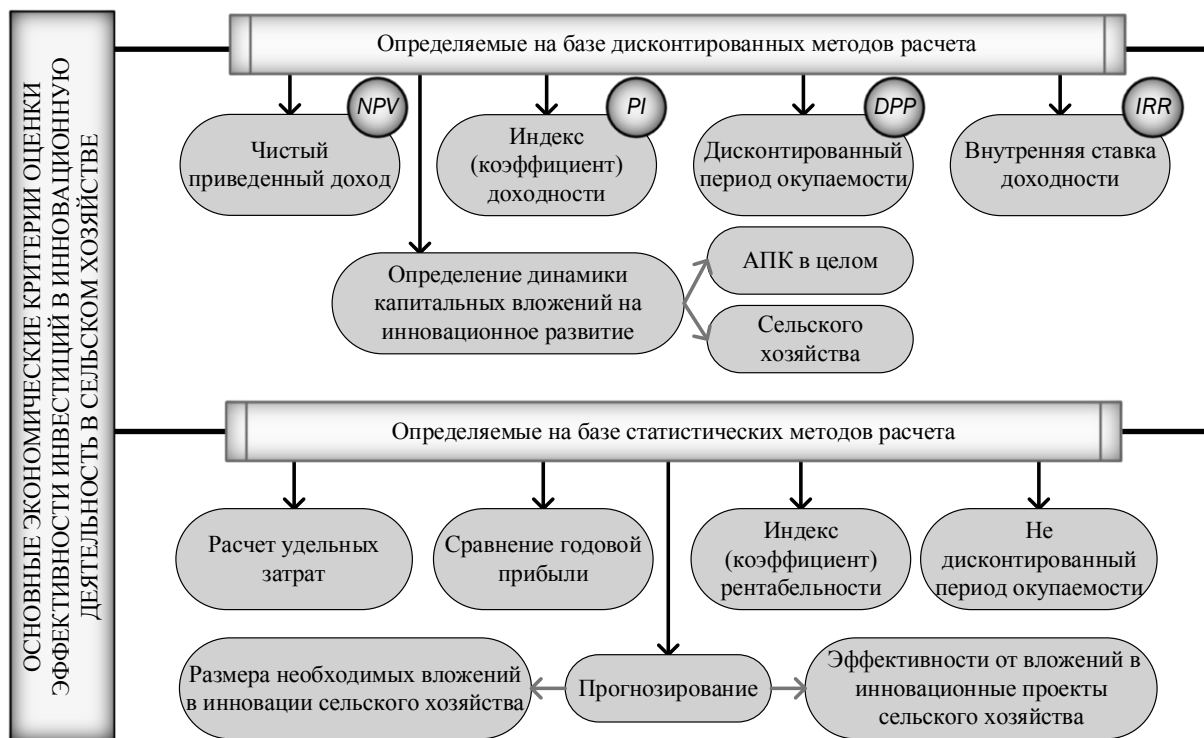 ОСНОВНЫЕ ЭКОНОМИЧЕСКИЕ КРИТЕРИИ ОЦЕНКИ
ЭФФЕКТИВНОСТИ ИНВЕСТИЦИЙ В ИННОВАЦИОННУЮ
ДЕЯТЕЛЬНОСТЬ В СЕЛЬСКОМ ХОЗЯЙСТВЕ
Определяемые на базе дисконтированных методов расчета
NPV
Чистый
приведенный доход
PI
Индекс
(коэффициент)
доходности
DPP
Дисконтированный
период окупаемости
IRR
Внутренняя ставка
доходности
Определение динамики
капитальных вложений на
инновационное развитие
АПК в целом
Сельского
хозяйства
Определяемые на базе статистических методов расчета
Расчет удельных
затрат
Сравнение годовой
прибыли
Индекс
(коэффициент)
рентабельности
Не
дисконтированный
период окупаемости
Размера необходимых вложений
в инновации сельского хозяйства
Прогнозирование
Эффективности от вложений в
инновационные проекты
сельского хозяйства